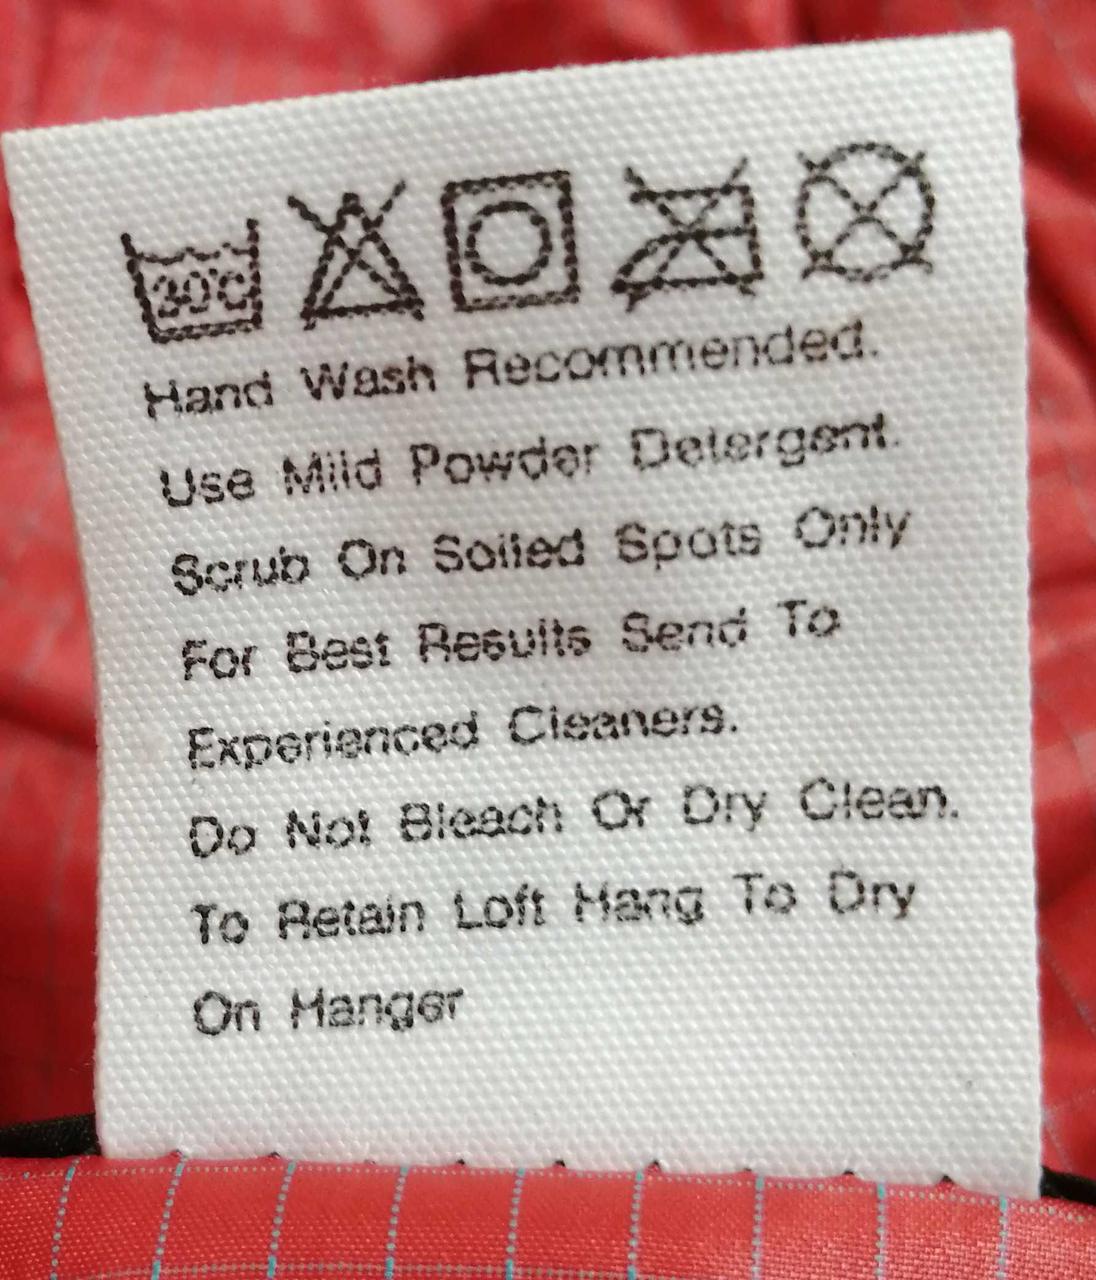 30°C
Hand Wash Recommended.
Use Mild Powder Detergent.
Scrub On Soiled Spots Only
For Best Results Send To
Experienced Cleaners.
Do Not Bleach Or Dry Clean.
To Retain Loft Hang To Dry
On Hanger